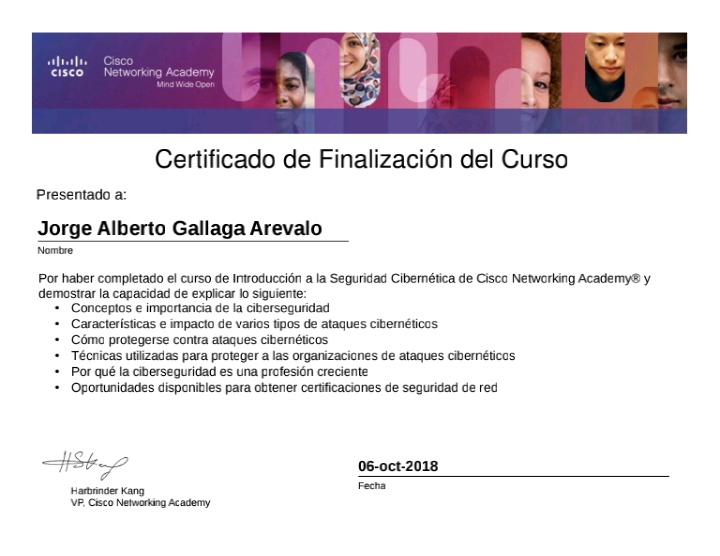 CISCO
Cisco
Networking Academy
Mind Wide Open
Certificado de Finalización del Curso
Presentado a:
Jorge Alberto Gallaga Arevalo
Nombre
Por haber completado el curso de Introducción a la Seguridad Cibernética de Cisco Networking Academy® y
demostrar la capacidad de explicar lo siguiente:
• Conceptos e importancia de la ciberseguridad
• Características e impacto de varios tipos de ataques cibernéticos
• Cómo protegerse contra ataques cibernéticos
• Técnicas utilizadas para proteger a las organizaciones de ataques cibernéticos
• Por qué la ciberseguridad es una profesión creciente
• Oportunidades disponibles para obtener certificaciones de seguridad de red
06-oct-2018
Fecha
Harbrinder Kang
VP, Cisco Networking Academy